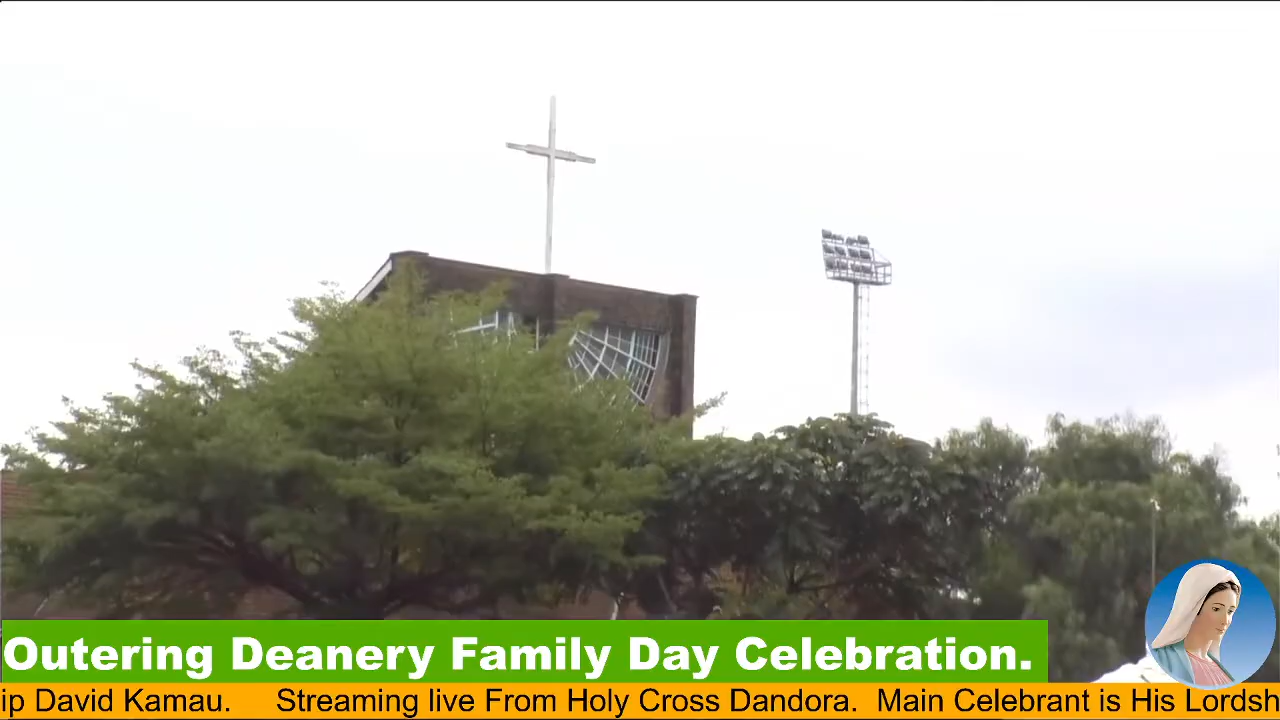 Outering Deanery Family Day Celebration.
ip David Kamau. Streaming live From Holy Cross Dandora. Main Celebrant is His Lordsh